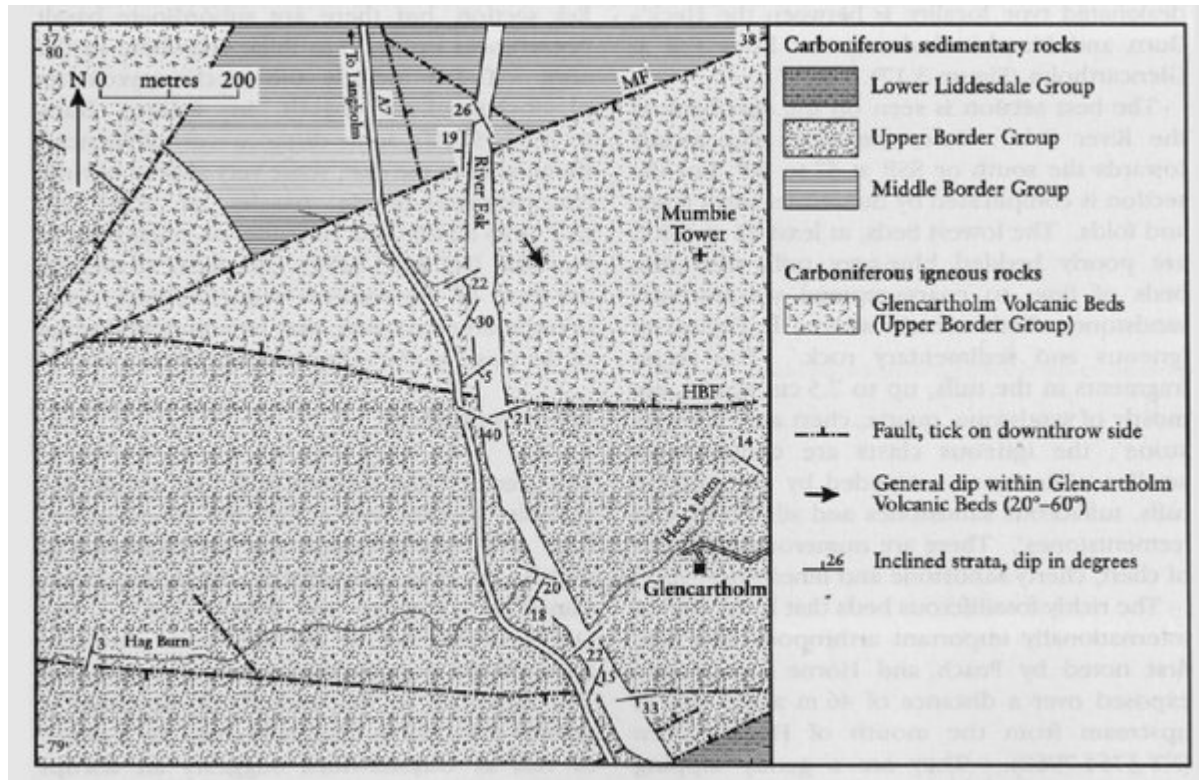 37
80
N 0 metres 200
To Langholm
A7
26
19
River Esk
MF
38
Mumbie
Tower
22
30
5
HBF
21
40
14
Heck's Burn
Glencartholm
20
18
3
Hag Burn
22
15
33
79
Carboniferous sedimentary rocks
Lower Liddesdale Group
Upper Border Group
Middle Border Group
Carboniferous igneous rocks
Glencartholm Volcanic Beds
(Upper Border Group)
Fault, tick on downthrow side
General dip within Glencartholm
Volcanic Beds (20°–60°)
26
Inclined strata, dip in degrees